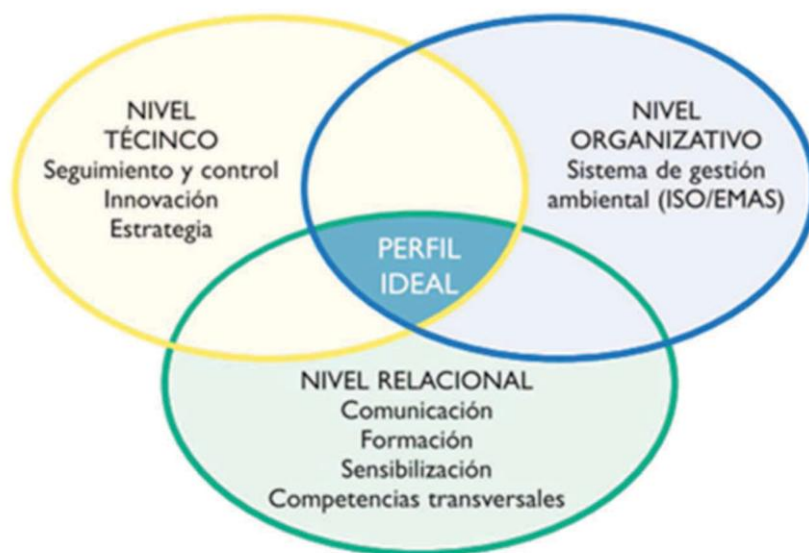 NIVEL
TÉCINCO
Seguimiento y control
Innovación
Estrategia
NIVEL
ORGANIZATIVO
Sistema de gestión
ambiental (ISO/EMAS)
PERFIL
IDEAL
NIVEL RELACIONAL
Comunicación
Formación
Sensibilización
Competencias transversales